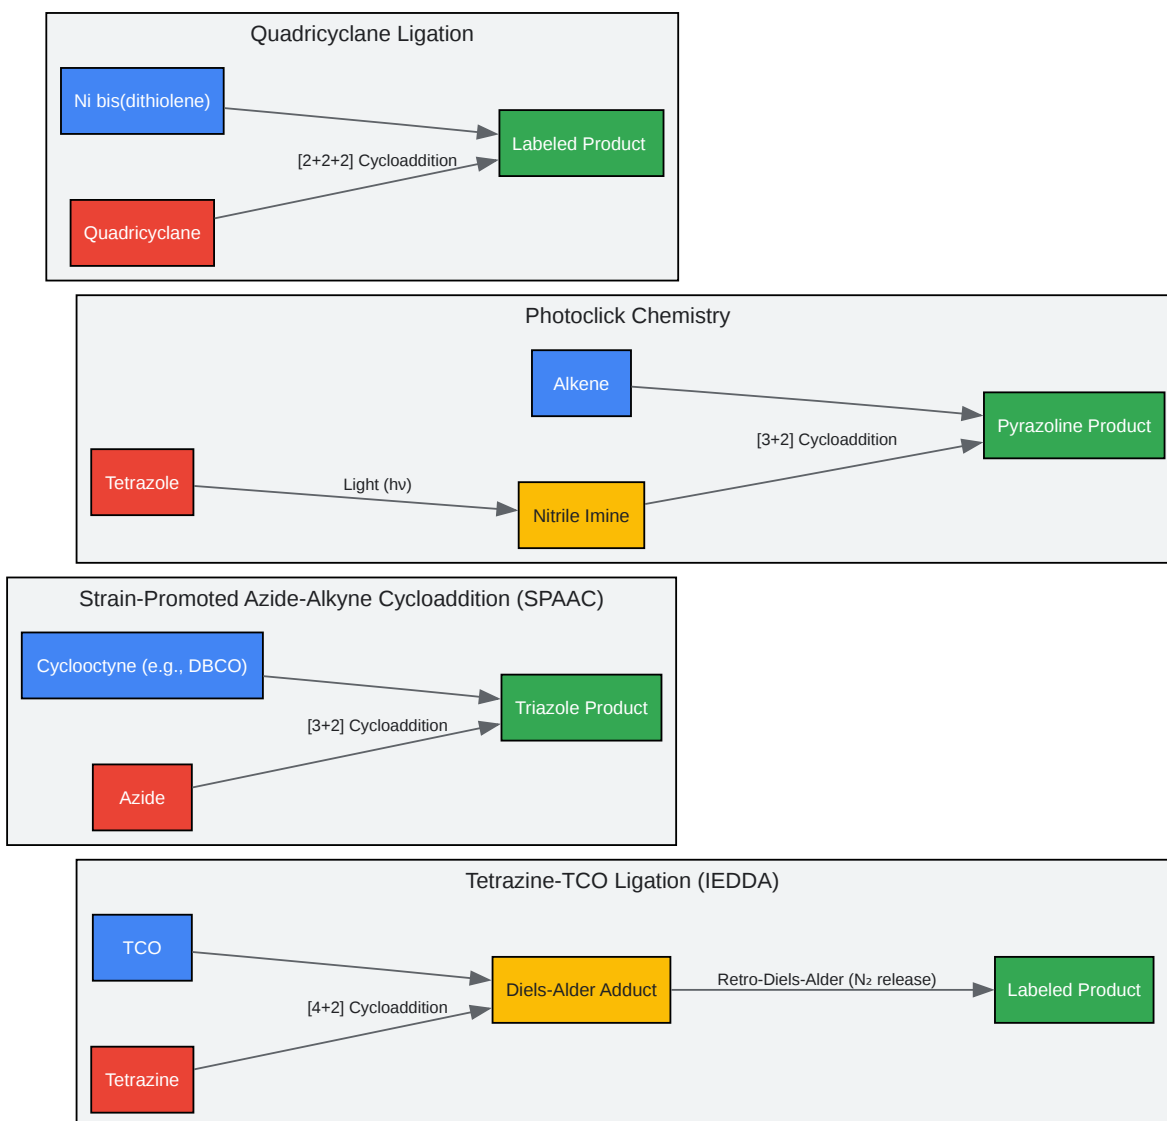 Quadricyclane Ligation
Ni bis(dithiolene)
Labeled Product
[2+2+2] Cycloaddition
Quadricyclane
Photoclick Chemistry
Alkene
Pyrazoline Product
[3+2] Cycloaddition
Tetrazole
Light (hν)
Nitrile Imine
Strain-Promoted Azide-Alkyne Cycloaddition (SPAAC)
Cyclooctyne (e.g., DBCO)
Triazole Product
[3+2] Cycloaddition
Azide
Tetrazine-TCO Ligation (IEDDA)
TCO
Diels-Alder Adduct
Retro-Diels-Alder (N₂ release)
Labeled Product
[4+2] Cycloaddition
Tetrazine